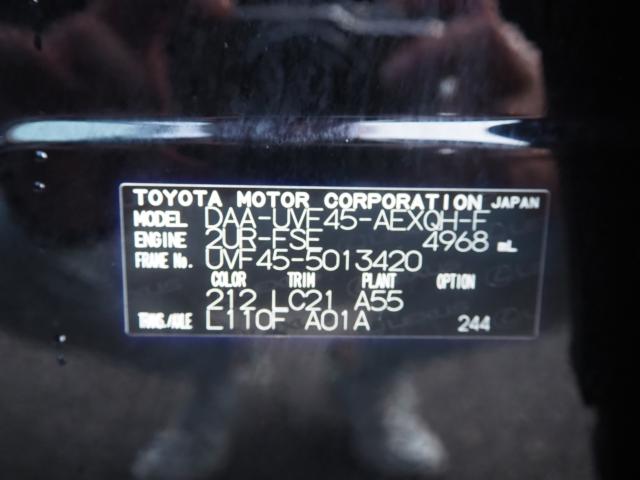 TOYOTA MOTOR CORPORATION JAPAN
MODEL DAA-UVF45-AEXQH-F
ENGINE 2UR-FSE 4968 mL
FRAME No. UVF45-5013420
COLOR TRIM PLANT OPTION
212 LC21 A55
TRANS./AXLE L110F A01A 244